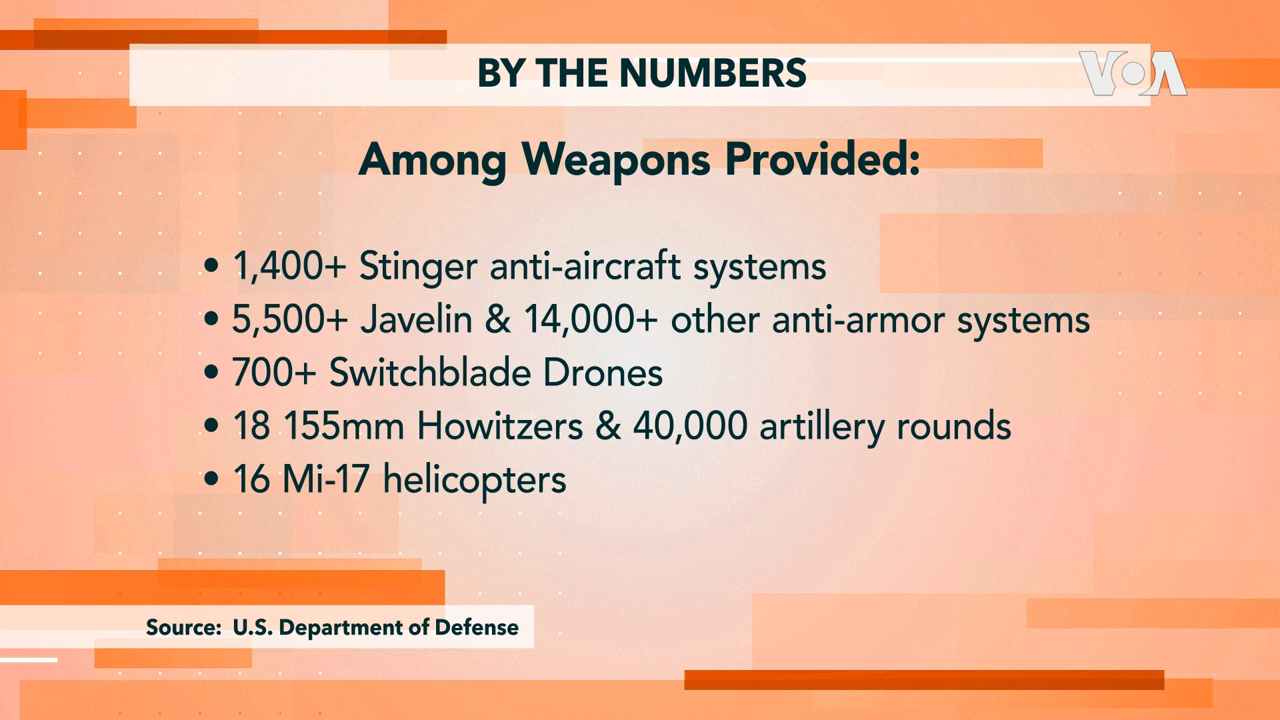 BY THE NUMBERS
VOA
Among Weapons Provided:
• 1,400+ Stinger anti-aircraft systems
• 5,500+ Javelin & 14,000+ other anti-armor systems
• 700+ Switchblade Drones
• 18 155mm Howitzers & 40,000 artillery rounds
• 16 Mi-17 helicopters
Source: U.S. Department of Defense